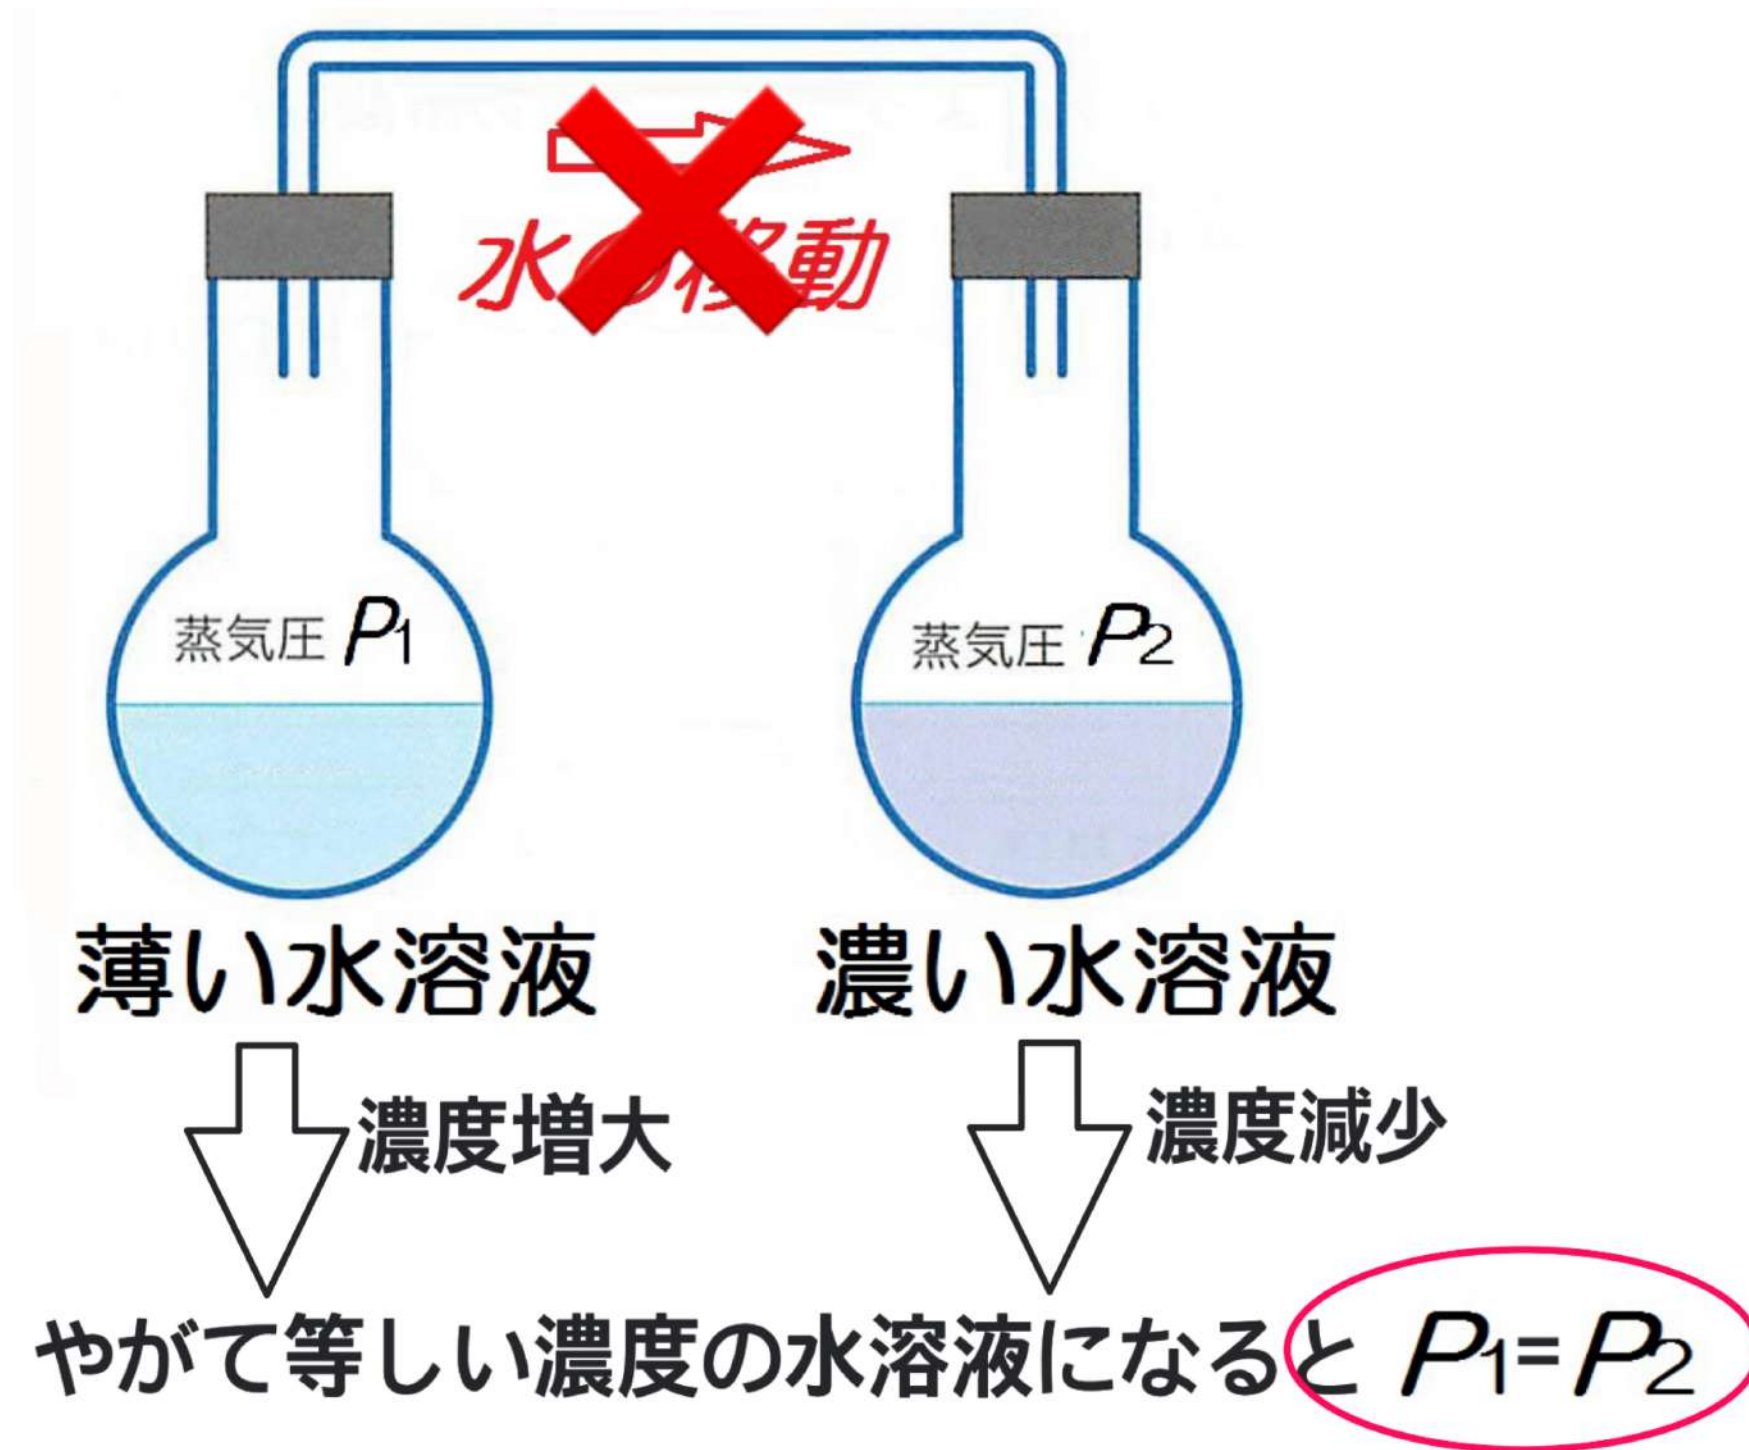 水の移動
蒸気圧 P1
蒸気圧 P2
薄い水溶液
濃い水溶液
濃度増大
濃度減少
やがて等しい濃度の水溶液になると P1=P2